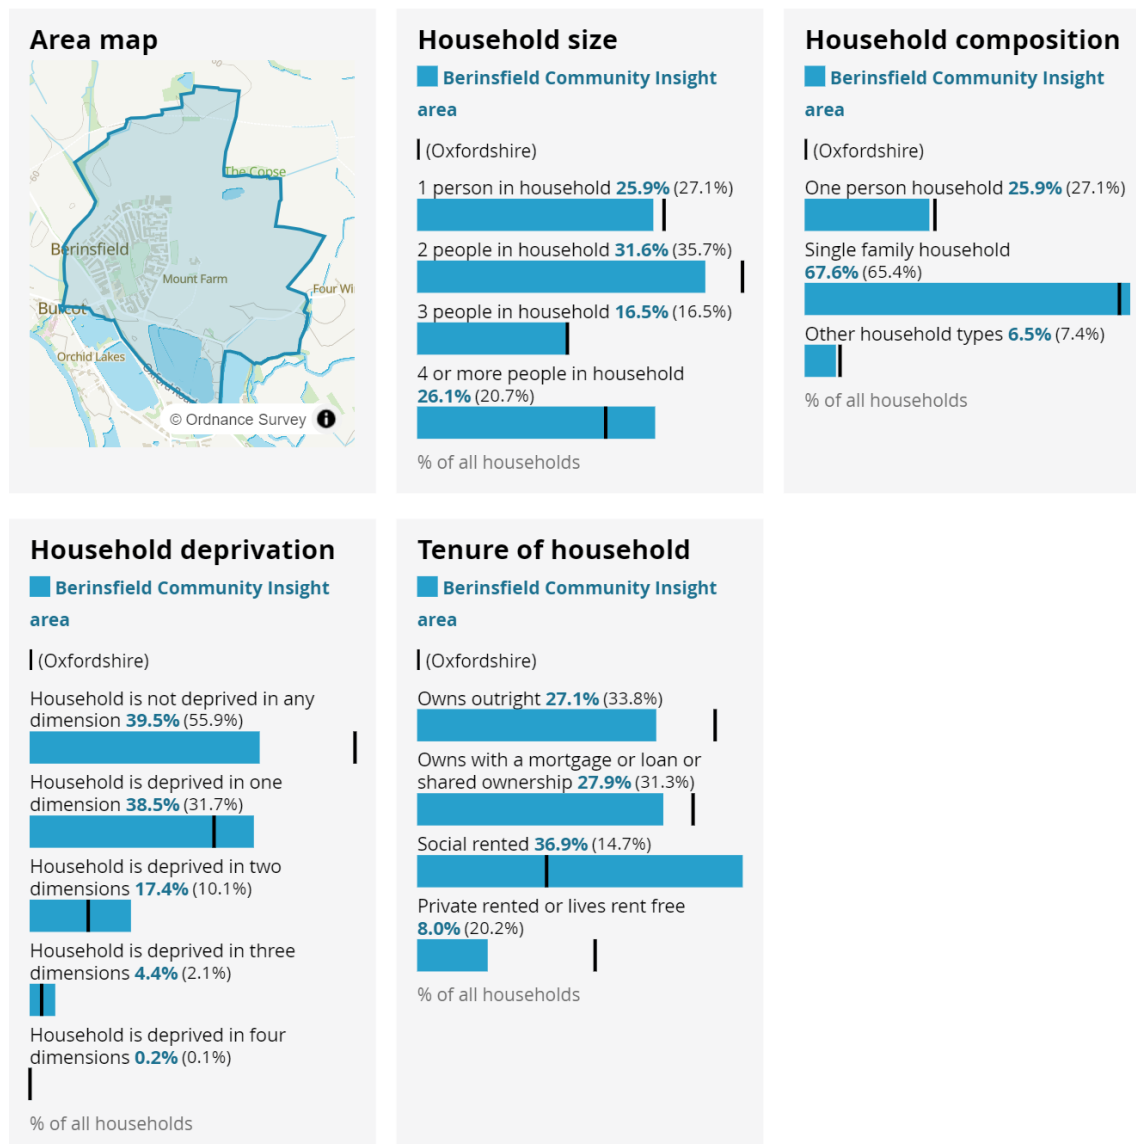 Area map
60
The Copse
Berinsfield
Mount Farm
Four Wi
Burcot
Orchid Lakes
Oxford Road
© Ordnance Survey
Household size
Berinsfield Community Insight
area
(Oxfordshire)
1 person in household 25.9% (27.1%)
2 people in household 31.6% (35.7%)
3 people in household 16.5% (16.5%)
4 or more people in household
26.1% (20.7%)
% of all households
Household composition
Berinsfield Community Insight
area
(Oxfordshire)
One person household 25.9% (27.1%)
Single family household
67.6% (65.4%)
Other household types 6.5% (7.4%)
% of all households
Household deprivation
Berinsfield Community Insight
area
(Oxfordshire)
Household is not deprived in any
dimension 39.5% (55.9%)
Household is deprived in one
dimension 38.5% (31.7%)
Household is deprived in two
dimensions 17.4% (10.1%)
Household is deprived in three
dimensions 4.4% (2.1%)
Household is deprived in four
dimensions 0.2% (0.1%)
% of all households
Tenure of household
Berinsfield Community Insight
area
(Oxfordshire)
Owns outright 27.1% (33.8%)
Owns with a mortgage or loan or
shared ownership 27.9% (31.3%)
Social rented 36.9% (14.7%)
Private rented or lives rent free
8.0% (20.2%)
% of all households